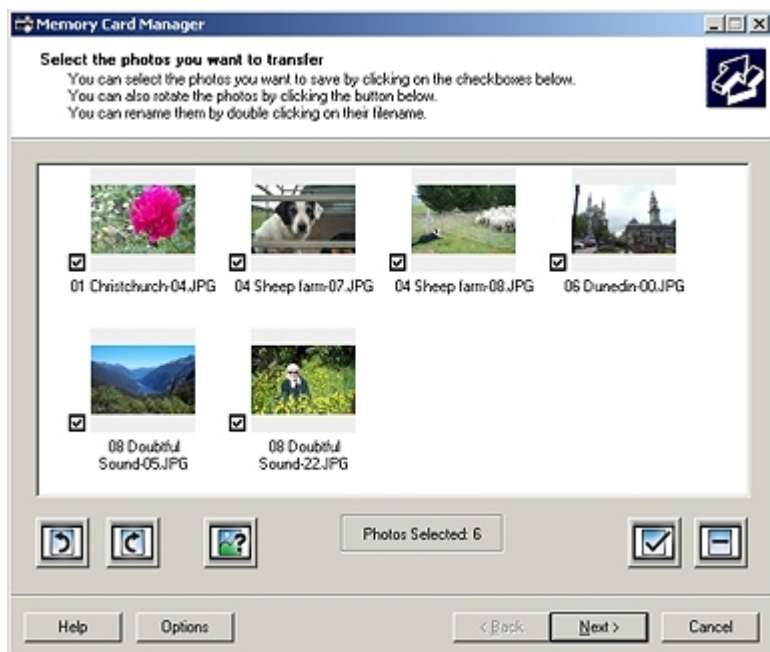 Memory Card Manager
Select the photos you want to transfer
You can select the photos you want to save by clicking on the checkboxes below.
You can also rotate the photos by clicking the button below.
You can rename them by double clicking on their filename.
01 Christchurch-04.JPG
04 Sheep farm-07.JPG
04 Sheep farm-08.JPG
06 Dunedin-00.JPG
08 Doubtful
Sound-05.JPG
08 Doubtful
Sound-22.JPG
?
Photos Selected: 6
Help
Options
< Back
Next >
Cancel